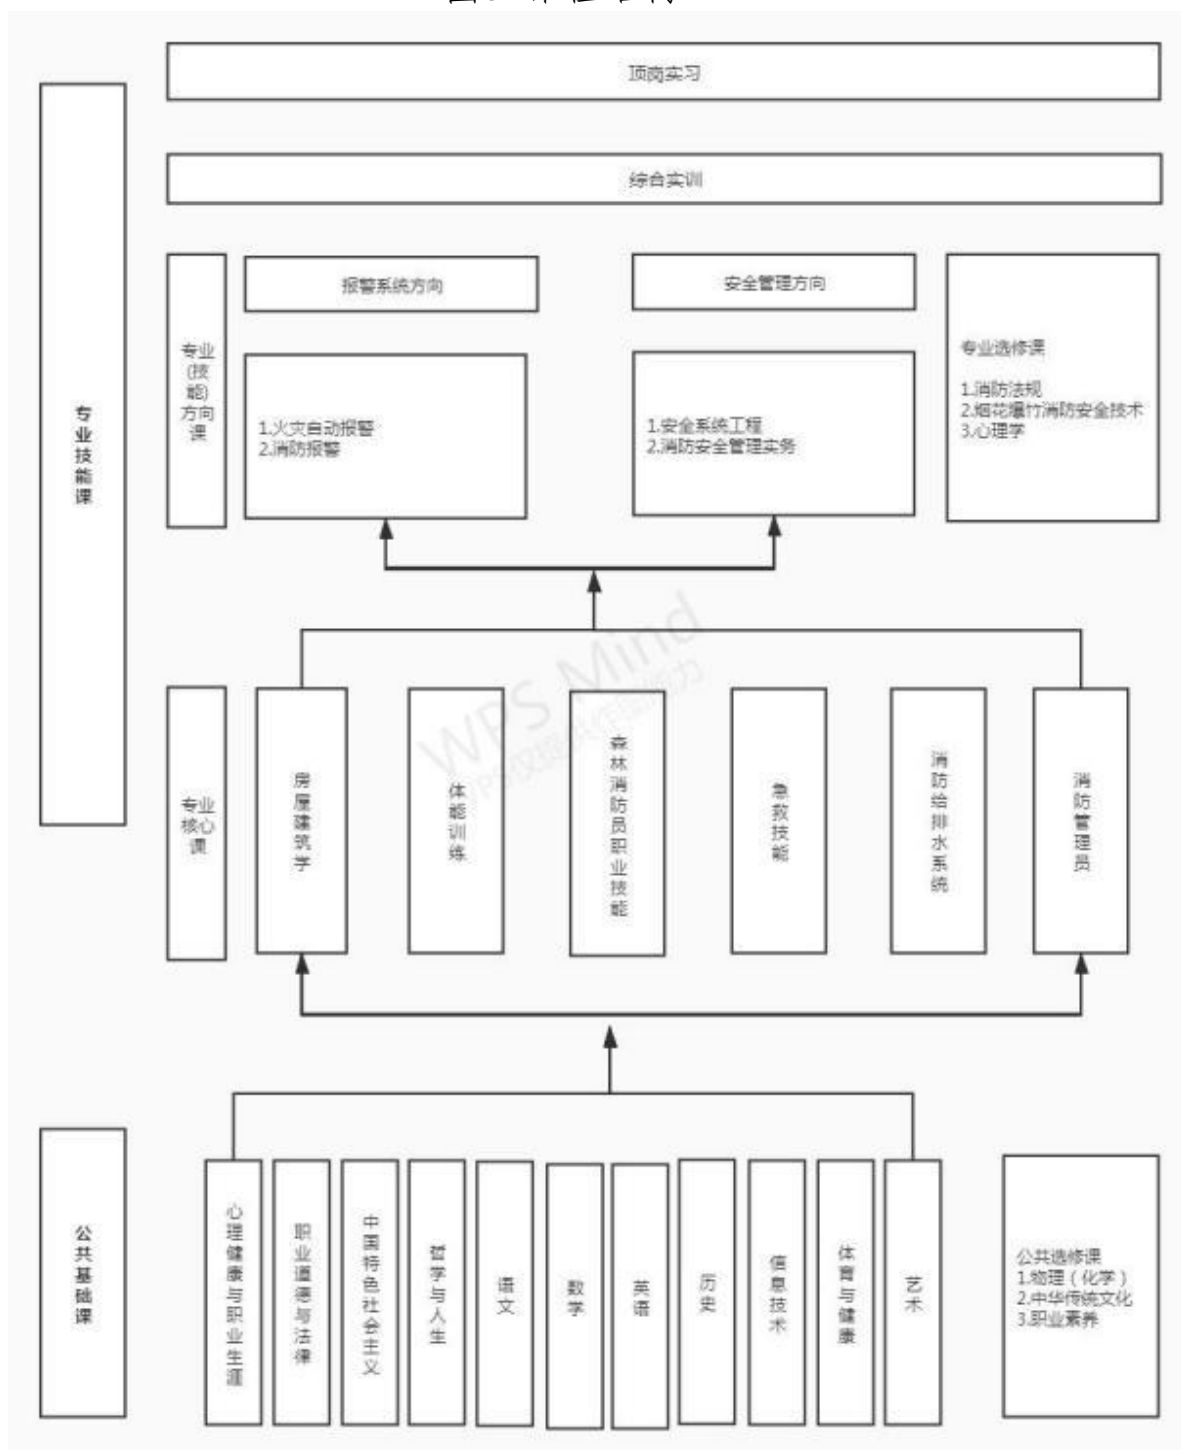 顶岗实习
综合实训
专业技能课
专业
(技
能)
方向
课
报警系统方向
安全管理方向
1.火灾自动报警
2.消防报警
1.安全系统工程
2.消防安全管理实务
专业选修课
1.消防法规
2.烟花爆竹消防安全技术
3.心理学
WPS Mind
专业
核心
课
房屋建筑学
体能训练
森林消防员职业技能
急救技能
消防给排水系统
消防管理员
公共基础课
心理健康与职业生涯
职业道德与法律
中国特色社会主义
哲学与人生
语文
数学
英语
历史
信息技术
体育与健康
艺术
公共选修课
1.物理（化学）
2.中华传统文化
3.职业素养